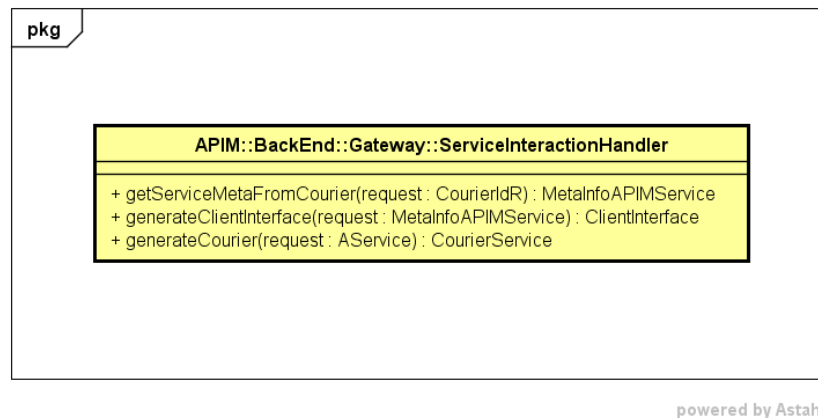 pkg
APIM::BackEnd::Gateway::ServiceInteractionHandler
+ getServiceMetaFromCourier(request : CourierIdR) : MetaInfoAPIMService
+ generateClientInterface(request : MetaInfoAPIMService) : ClientInterface
+ generateCourier(request : AService) : CourierService
powered by Astah